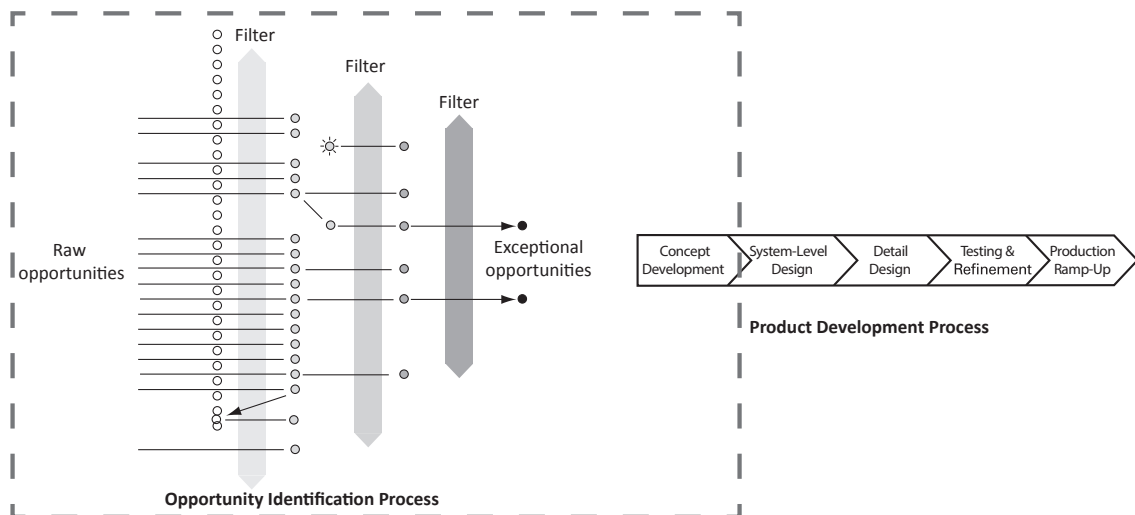 Filter
Filter
Filter
Raw
opportunities
Exceptional
opportunities
Concept
Development
System-Level
Design
Detail
Design
Testing &
Refinement
Production
Ramp-Up
Product Development Process
Opportunity Identification Process